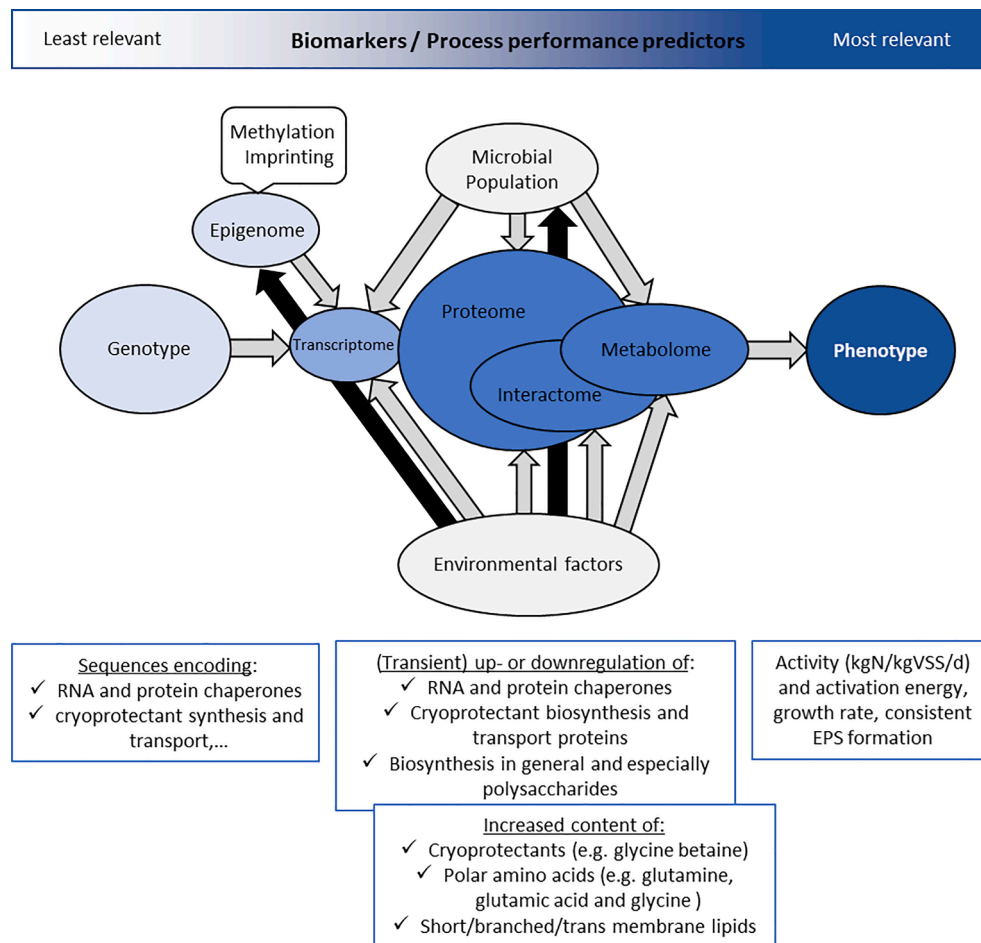 Least relevant
Biomarkers / Process performance predictors
Most relevant
Methylation
Imprinting
Microbial
Population
Epigenome
Proteome
Genotype
Transcriptome
Metabolome
Phenotype
Interactome
Environmental factors
Sequences encoding:
✓ RNA and protein chaperones
✓ cryoprotectant synthesis and
transport,...
(Transient) up- or downregulation of:
✓ RNA and protein chaperones
✓ Cryoprotectant biosynthesis and
transport proteins
✓ Biosynthesis in general and especially
polysaccharides
Activity (kgN/kgVSS/d)
and activation energy,
growth rate, consistent
EPS formation
Increased content of:
✓ Cryoprotectants (e.g. glycine betaine)
✓ Polar amino acids (e.g. glutamine,
glutamic acid and glycine )
✓ Short/branched/trans membrane lipids